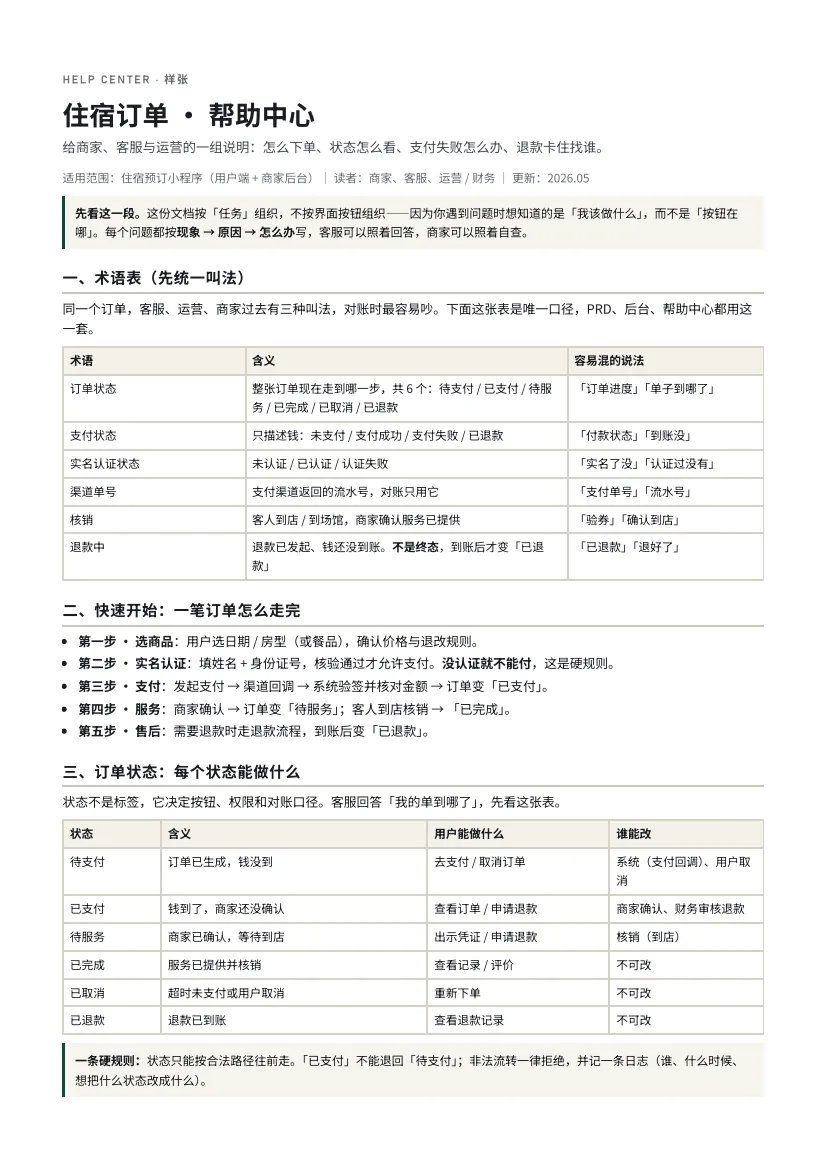 HELP CENTER · 样张
住宿订单 · 帮助中心
给商家、客服与运营的一组说明：怎么下单、状态怎么看、支付失败怎么办、退款卡住找谁。
适用范围：住宿预订小程序（用户端 + 商家后台）｜ 读者：商家、客服、运营 / 财务 ｜ 更新：2026.05
先看这一段。这份文档按「任务」组织，不按界面按钮组织——因为你遇到问题时想知道的是「我该做什么」，而不是「按钮在
哪」。每个问题都按现象 → 原因 → 怎么办写，客服可以照着回答，商家可以照着自查。
一、术语表（先统一叫法）
同一个订单，客服、运营、商家过去有三种叫法，对账时最容易吵。下面这张表是唯一口径，PRD、后台、帮助中心都用这
一套。
术语 含义 容易混的说法
订单状态 整张订单现在走到哪一步，共 6 个：待支付 / 已支付 / 待服 「订单进度」「单子到哪了」
务 / 已完成 / 已取消 / 已退款
支付状态 只描述钱：未支付 / 支付成功 / 支付失败 / 已退款 「付款状态」「到账没」
实名认证状态 未认证 / 已认证 / 认证失败 「实名了没」「认证过没有」
渠道单号 支付渠道返回的流水号，对账只用它 「支付单号」「流水号」
核销 客人到店 / 到场馆，商家确认服务已提供 「验券」「确认到店」
退款中 退款已发起、钱还没到账。不是终态，到账后才变「已退 「已退款」「退好了」
款」
二、快速开始：一笔订单怎么走完
• 第一步 · 选商品：用户选日期 / 房型（或餐品），确认价格与退改规则。
• 第二步 · 实名认证：填姓名 + 身份证号，核验通过才允许支付。没认证就不能付，这是硬规则。
• 第三步 · 支付：发起支付 → 渠道回调 → 系统验签并核对金额 → 订单变「已支付」。
• 第四步 · 服务：商家确认 → 订单变「待服务」；客人到店核销 → 「已完成」。
• 第五步 · 售后：需要退款时走退款流程，到账后变「已退款」。
三、订单状态：每个状态能做什么
状态不是标签，它决定按钮、权限和对账口径。客服回答「我的单到哪了」，先看这张表。
状态 含义 用户能做什么 谁能改
待支付 订单已生成，钱没到 去支付 / 取消订单 系统（支付回调）、用户取
消
已支付 钱到了，商家还没确认 查看订单 / 申请退款 商家确认、财务审核退款
待服务 商家已确认，等待到店 出示凭证 / 申请退款 核销（到店）
已完成 服务已提供并核销 查看记录 / 评价 不可改
已取消 超时未支付或用户取消 重新下单 不可改
已退款 退款已到账 查看退款记录 不可改
一条硬规则：状态只能按合法路径往前走。「已支付」不能退回「待支付」；非法流转一律拒绝，并记一条日志（谁、什么时候、
想把什么状态改成什么）。